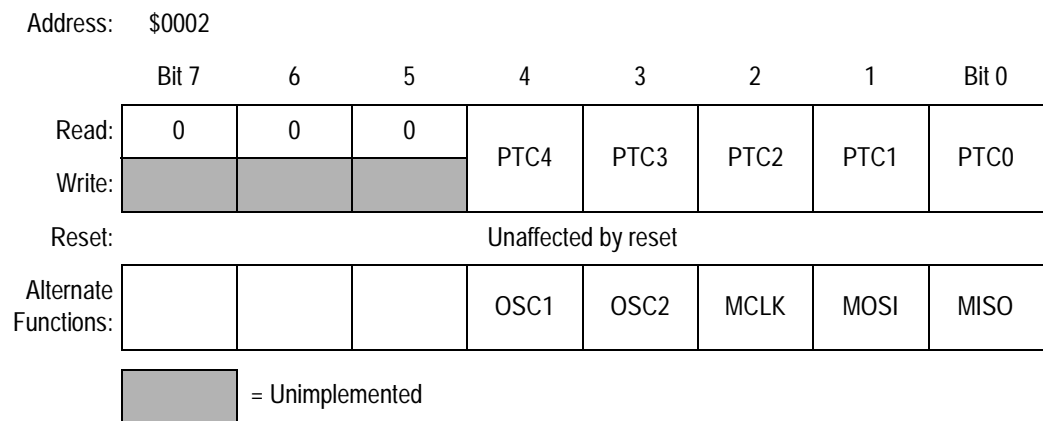 Address: $0002
Bit 7 6 5 4 3 2 1 Bit 0
Read: 0 0 0 PTC4 PTC3 PTC2 PTC1 PTC0
Write:
Reset: Unaffected by reset
Alternate
Functions: OSC1 OSC2 MCLK MOSI MISO
= Unimplemented